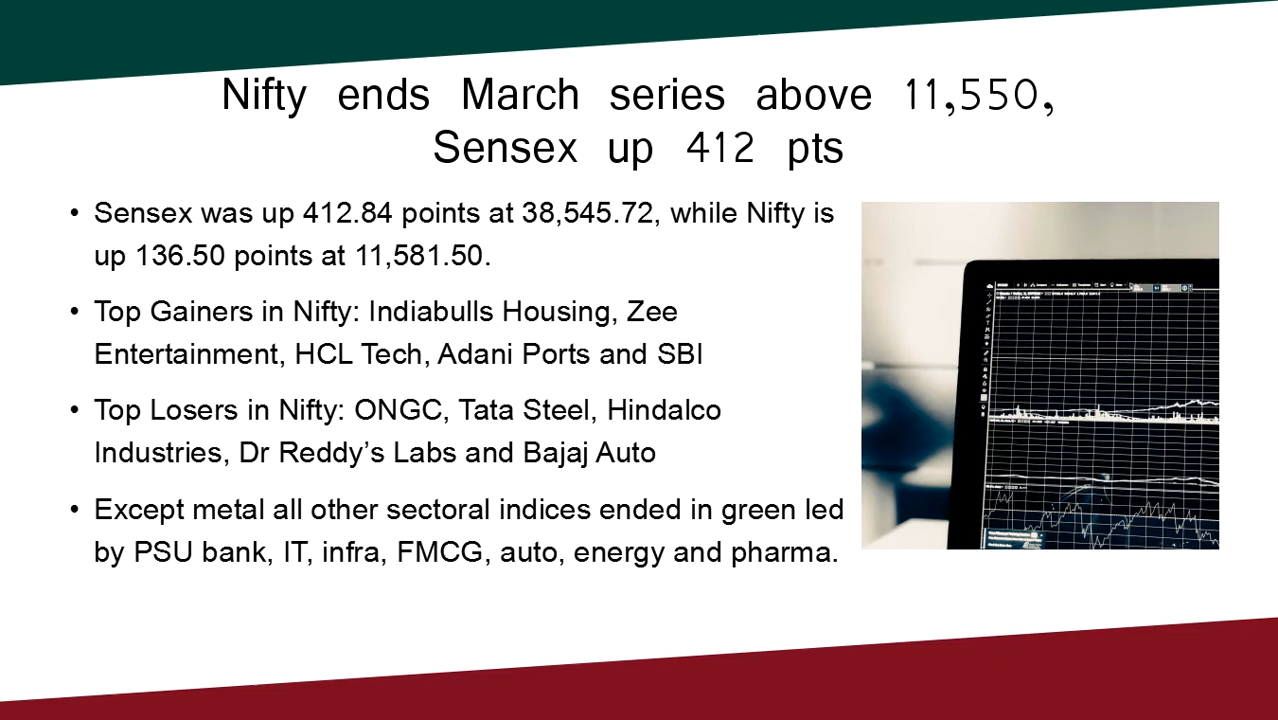 Nifty ends March series above 11,550,
Sensex up 412 pts
• Sensex was up 412.84 points at 38,545.72, while Nifty is
up 136.50 points at 11,581.50.
• Top Gainers in Nifty: Indiabulls Housing, Zee
Entertainment, HCL Tech, Adani Ports and SBI
• Top Losers in Nifty: ONGC, Tata Steel, Hindalco
Industries, Dr Reddy’s Labs and Bajaj Auto
• Except metal all other sectoral indices ended in green led
by PSU bank, IT, infra, FMCG, auto, energy and pharma.